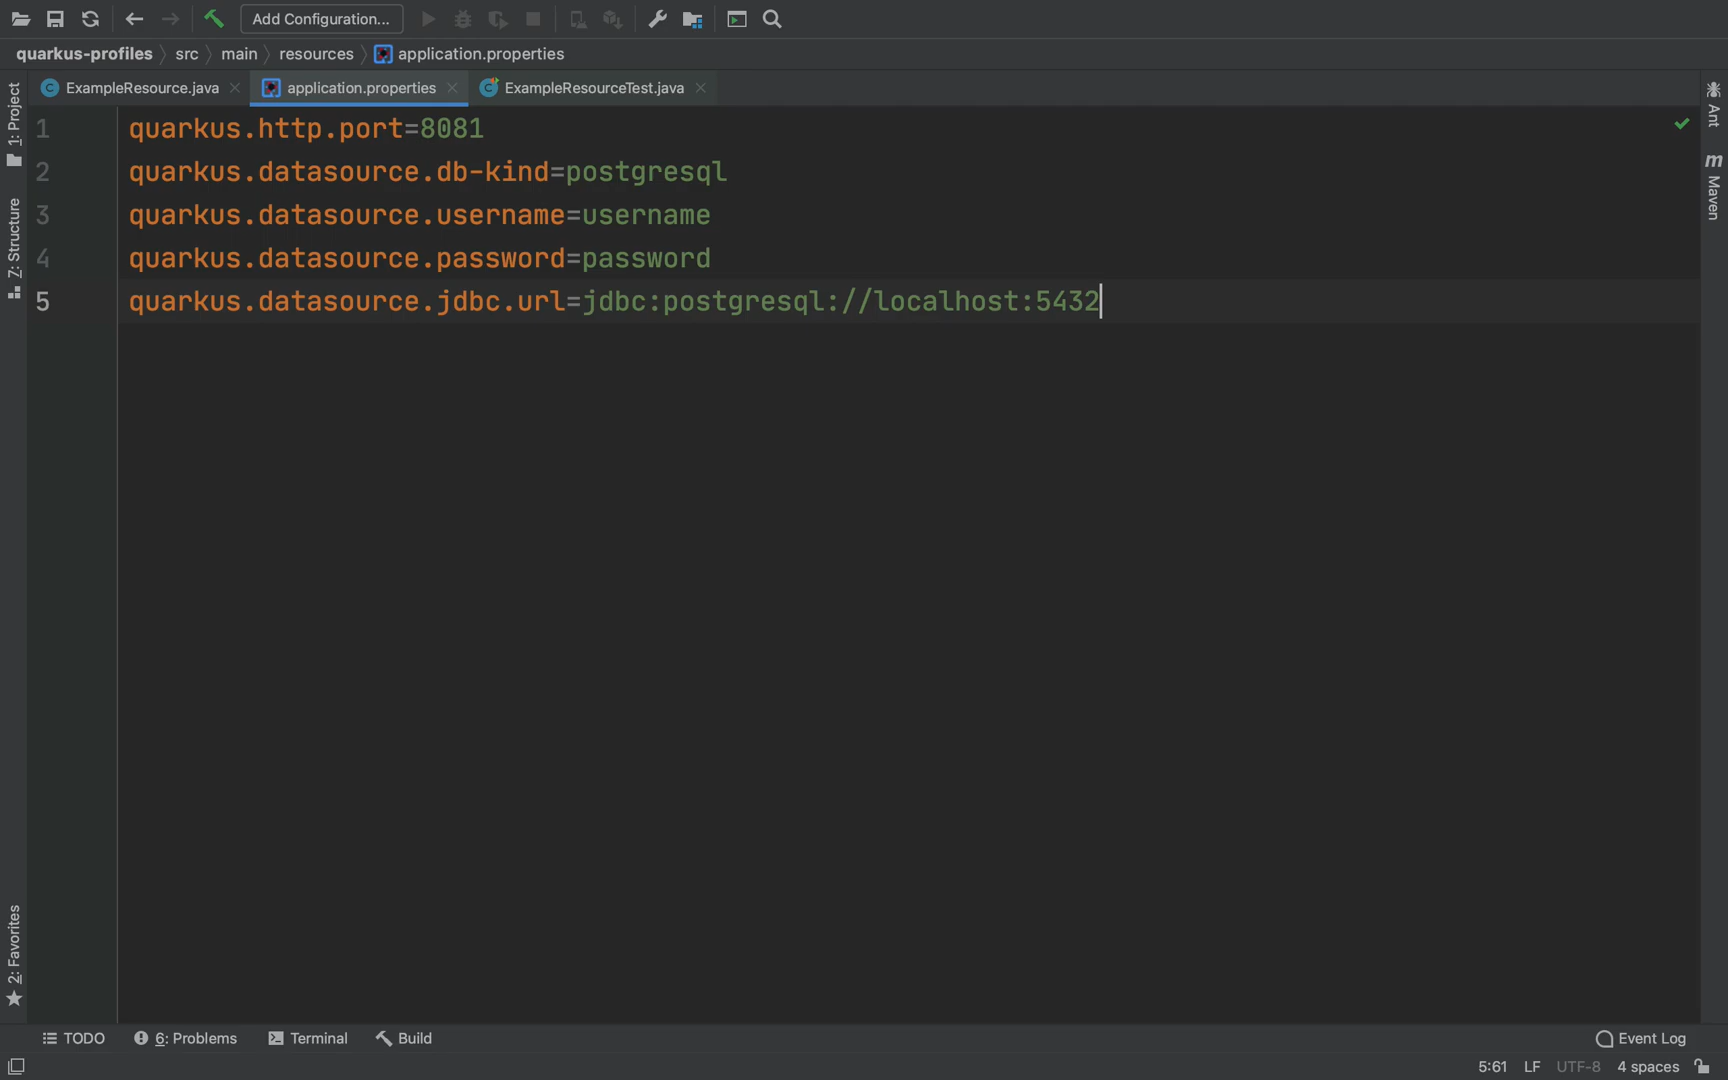 Add Configuration...
quarkus-profiles src main resources application.properties
ExampleResource.java application.properties ExampleResourceTest.java
1: Project
7: Structure
2: Favorites
Ant
m Maven
1 quarkus.http.port=8081
2 quarkus.datasource.db-kind=postgresql
3 quarkus.datasource.username=username
4 quarkus.datasource.password=password
5 quarkus.datasource.jdbc.url=jdbc:postgresql://localhost:5432
TODO 6: Problems Terminal Build Event Log
5:61 LF UTF-8 4 spaces